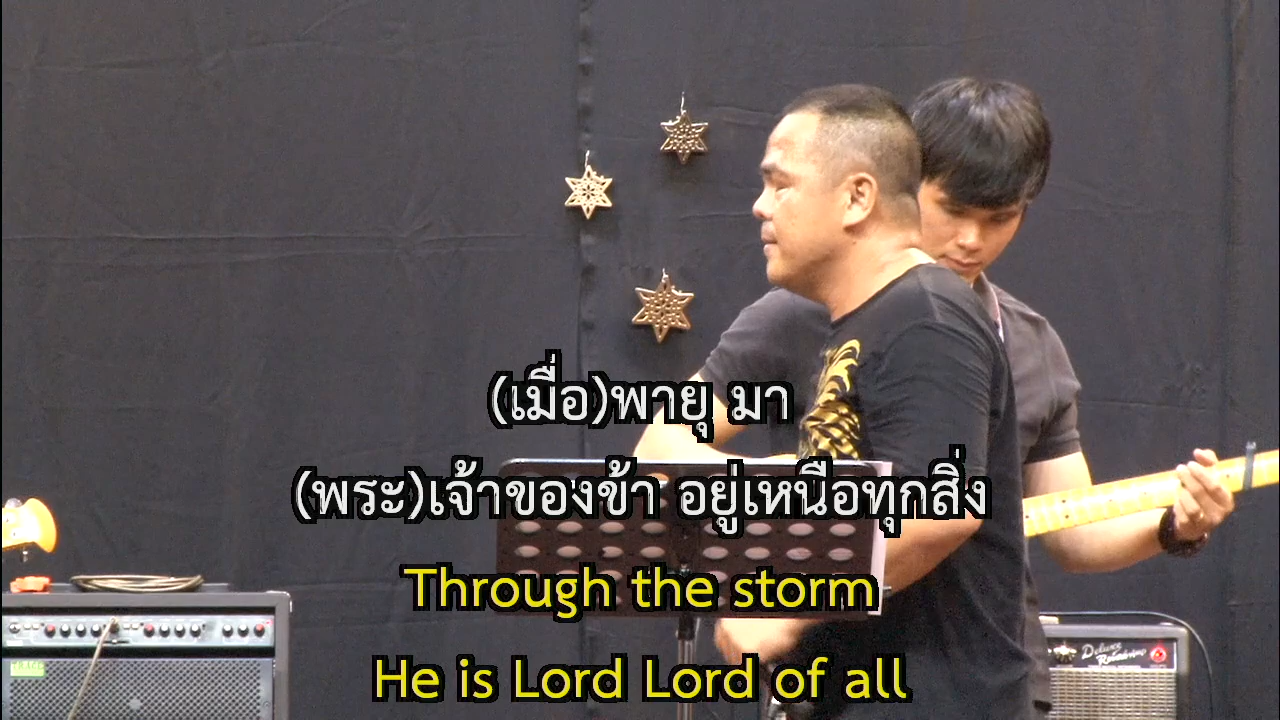 (เมื่อ)พายุ มา
(พระ)เจ้าของข้า อยู่เหนือทุกสิ่ง
Through the storm
He is Lord Lord of all
Deluxe
Reverb